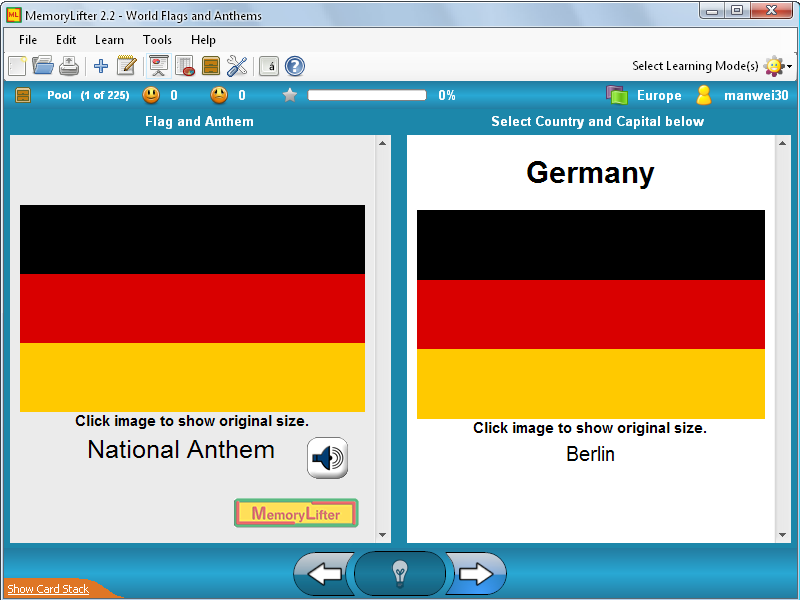 MemoryLifter 2.2 - World Flags and Anthems
File Edit Learn Tools Help
á ? Select Learning Mode(s)
Pool (1 of 225) 0 0 0% Europe manwei30
Flag and Anthem
Select Country and Capital below
Click image to show original size.
National Anthem
MemoryLifter
Germany
Click image to show original size.
Berlin
Show Card Stack